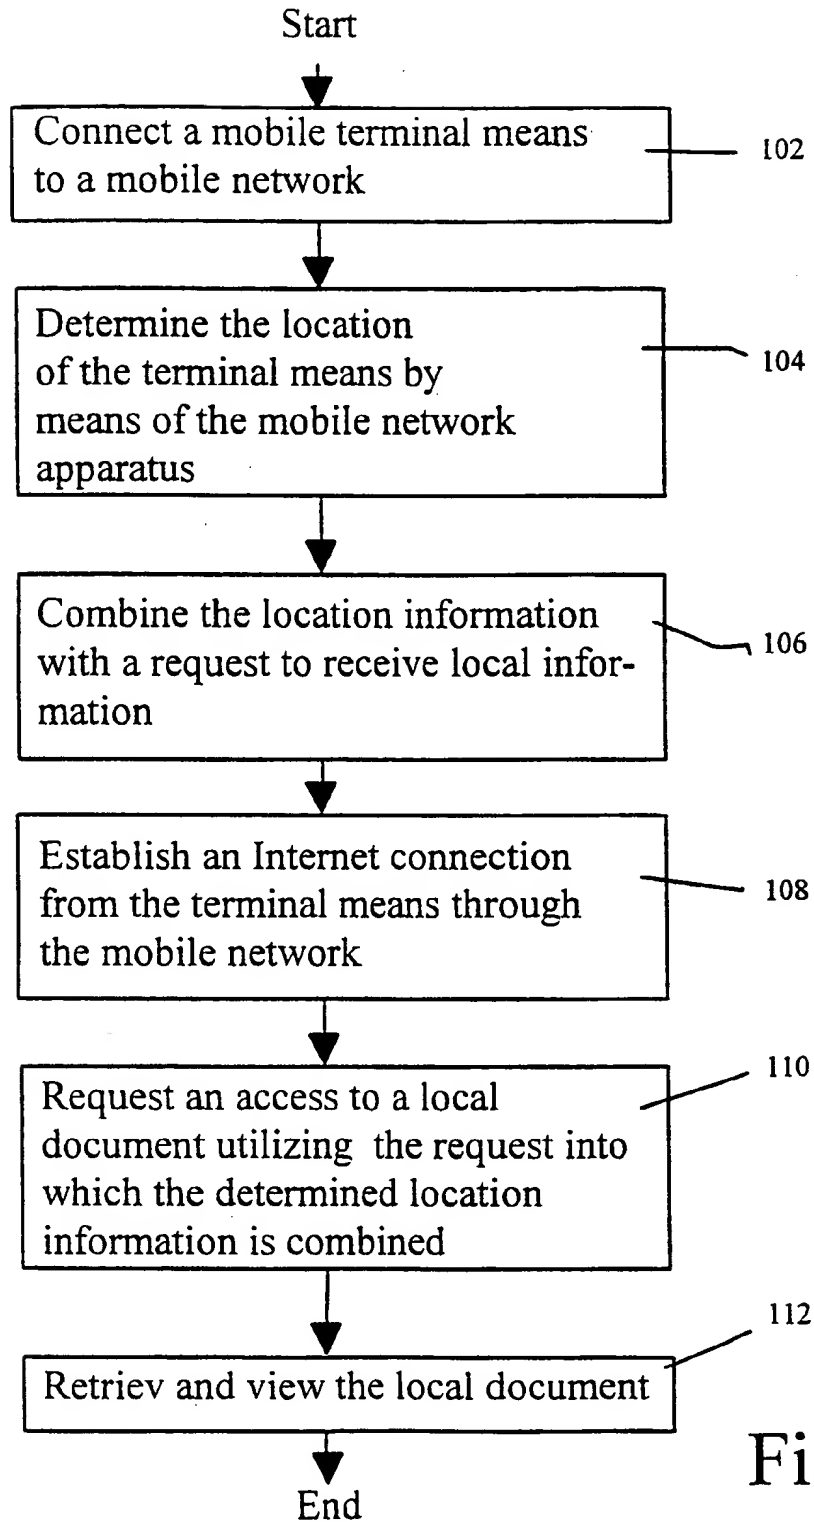 Start
Connect a mobile terminal means
to a mobile network
102
Determine the location
of the terminal means by
means of the mobile network
apparatus
104
Combine the location information
with a request to receive local infor-
mation
106
Establish an Internet connection
from the terminal means through
the mobile network
108
Request an access to a local
document utilizing the request into
which the determined location
information is combined
110
Retriev and view the local document
112
End
Fi